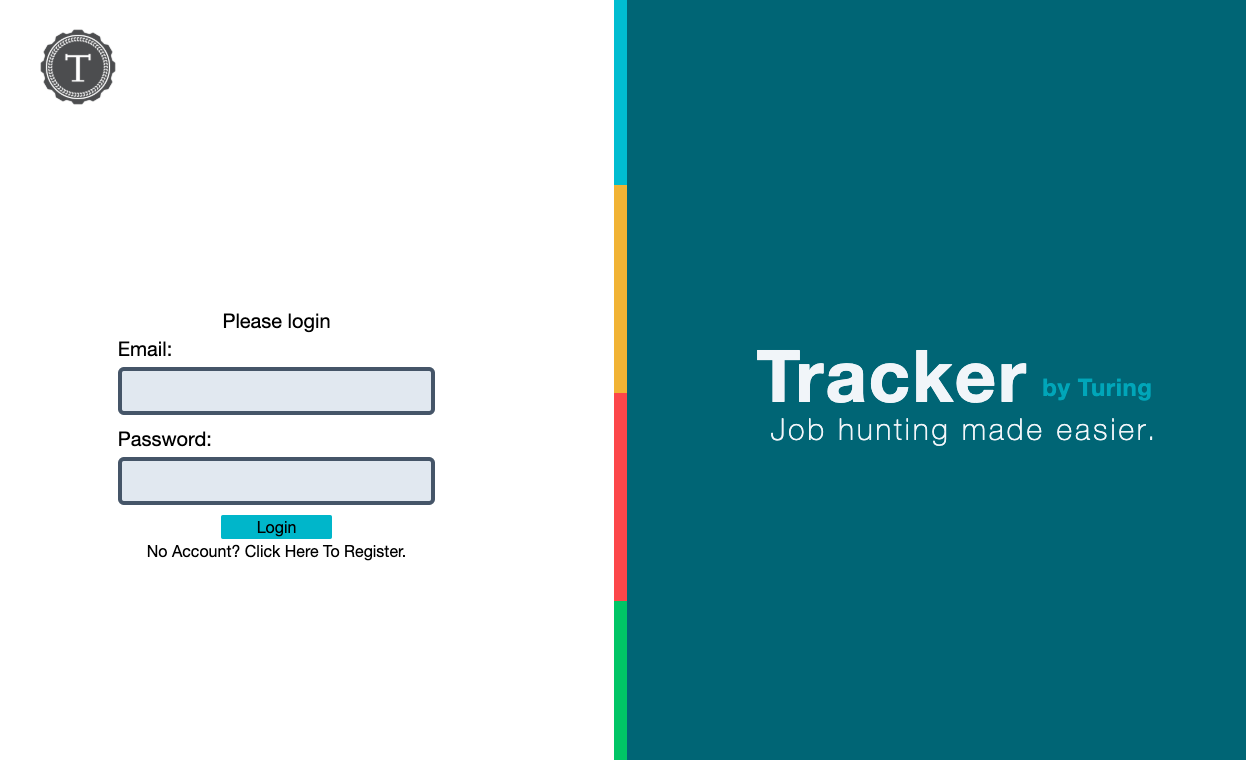 T
Please login
Email:
Password:
Login
No Account? Click Here To Register.
Tracker by Turing
Job hunting made easier.